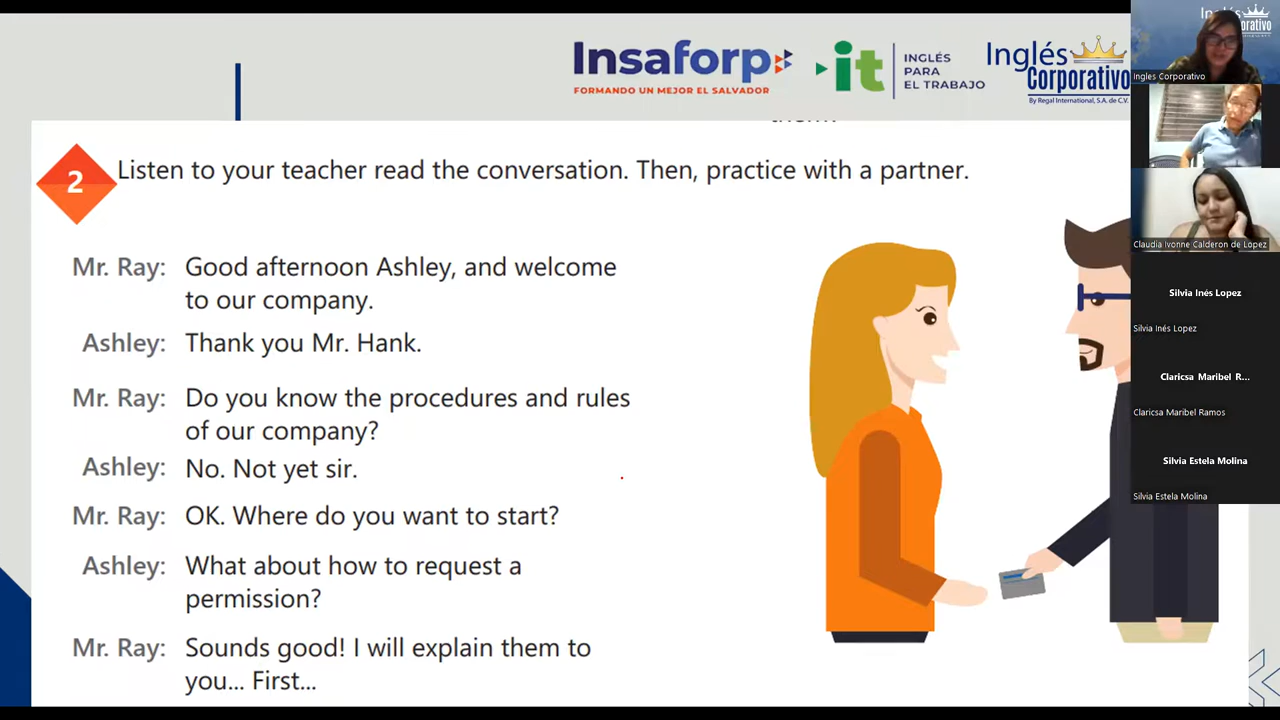 Insaforp
FORMANDO UN MEJOR EL SALVADOR
it
INGLÉS
PARA
EL TRABAJO
Inglés
Corporativo
By Regal International, S.A. de C.V.
2
Listen to your teacher read the conversation. Then, practice with a partner.
Mr. Ray: Good afternoon Ashley, and welcome
to our company.
Ashley: Thank you Mr. Hank.
Mr. Ray: Do you know the procedures and rules
of our company?
Ashley: No. Not yet sir.
Mr. Ray: OK. Where do you want to start?
Ashley: What about how to request a
permission?
Mr. Ray: Sounds good! I will explain them to
you... First...
Ingles Corporativo
Claudia Ivonne Calderon de Lopez
Silvia Inés Lopez
Silvia Inés Lopez
Claricsa Maribel R...
Claricsa Maribel Ramos
Silvia Estela Molina
Silvia Estela Molina